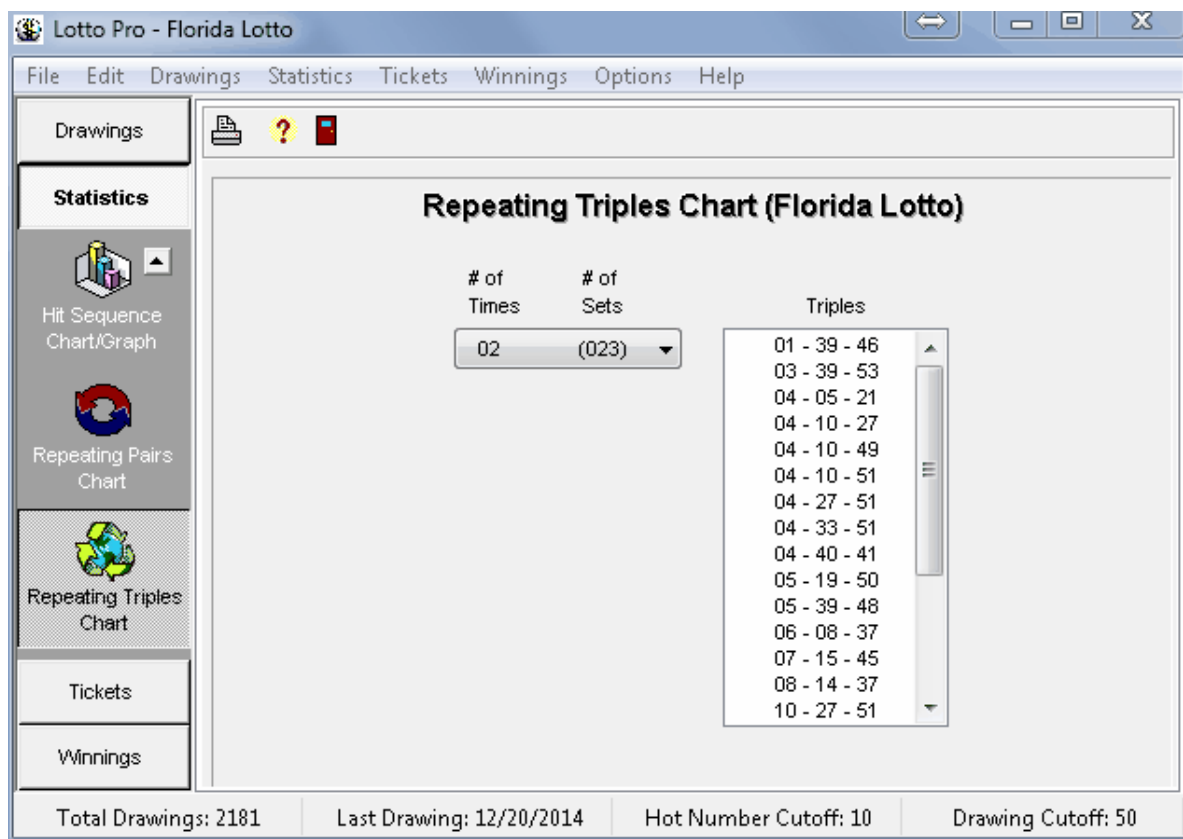 Lotto Pro - Florida Lotto
File Edit Drawings Statistics Tickets Winnings Options Help
Drawings
Statistics
Hit Sequence
Chart/Graph
Repeating Pairs
Chart
Repeating Triples
Chart
Tickets
Winnings
Repeating Triples Chart (Florida Lotto)
# of # of
Times Sets Triples
02 (023)
01 - 39 - 46
03 - 39 - 53
04 - 05 - 21
04 - 10 - 27
04 - 10 - 49
04 - 10 - 51
04 - 27 - 51
04 - 33 - 51
04 - 40 - 41
05 - 19 - 50
05 - 39 - 48
06 - 08 - 37
07 - 15 - 45
08 - 14 - 37
10 - 27 - 51
Total Drawings: 2181 Last Drawing: 12/20/2014 Hot Number Cutoff: 10 Drawing Cutoff: 50